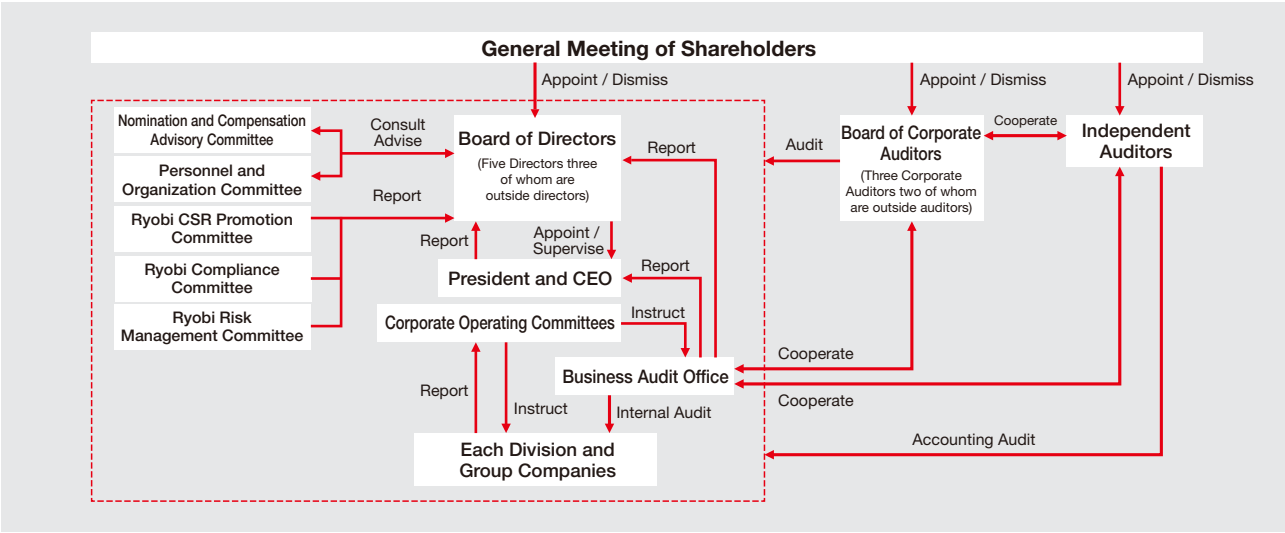 General Meeting of Shareholders
Appoint / Dismiss
Appoint / Dismiss
Appoint / Dismiss
Nomination and Compensation
Advisory Committee
Consult
Advise
Board of Directors
(Five Directors three
of whom are
outside directors)
Report
Audit
Board of Corporate
Auditors
(Three Corporate
Auditors two of whom
are outside auditors)
Cooperate
Independent
Auditors
Personnel and
Organization Committee
Report
Ryobi CSR Promotion
Committee
Report
Appoint /
Supervise
Ryobi Compliance
Committee
President and CEO
Report
Ryobi Risk
Management Committee
Corporate Operating Committees
Instruct
Business Audit Office
Cooperate
Cooperate
Report
Instruct
Internal Audit
Each Division and
Group Companies
Accounting Audit